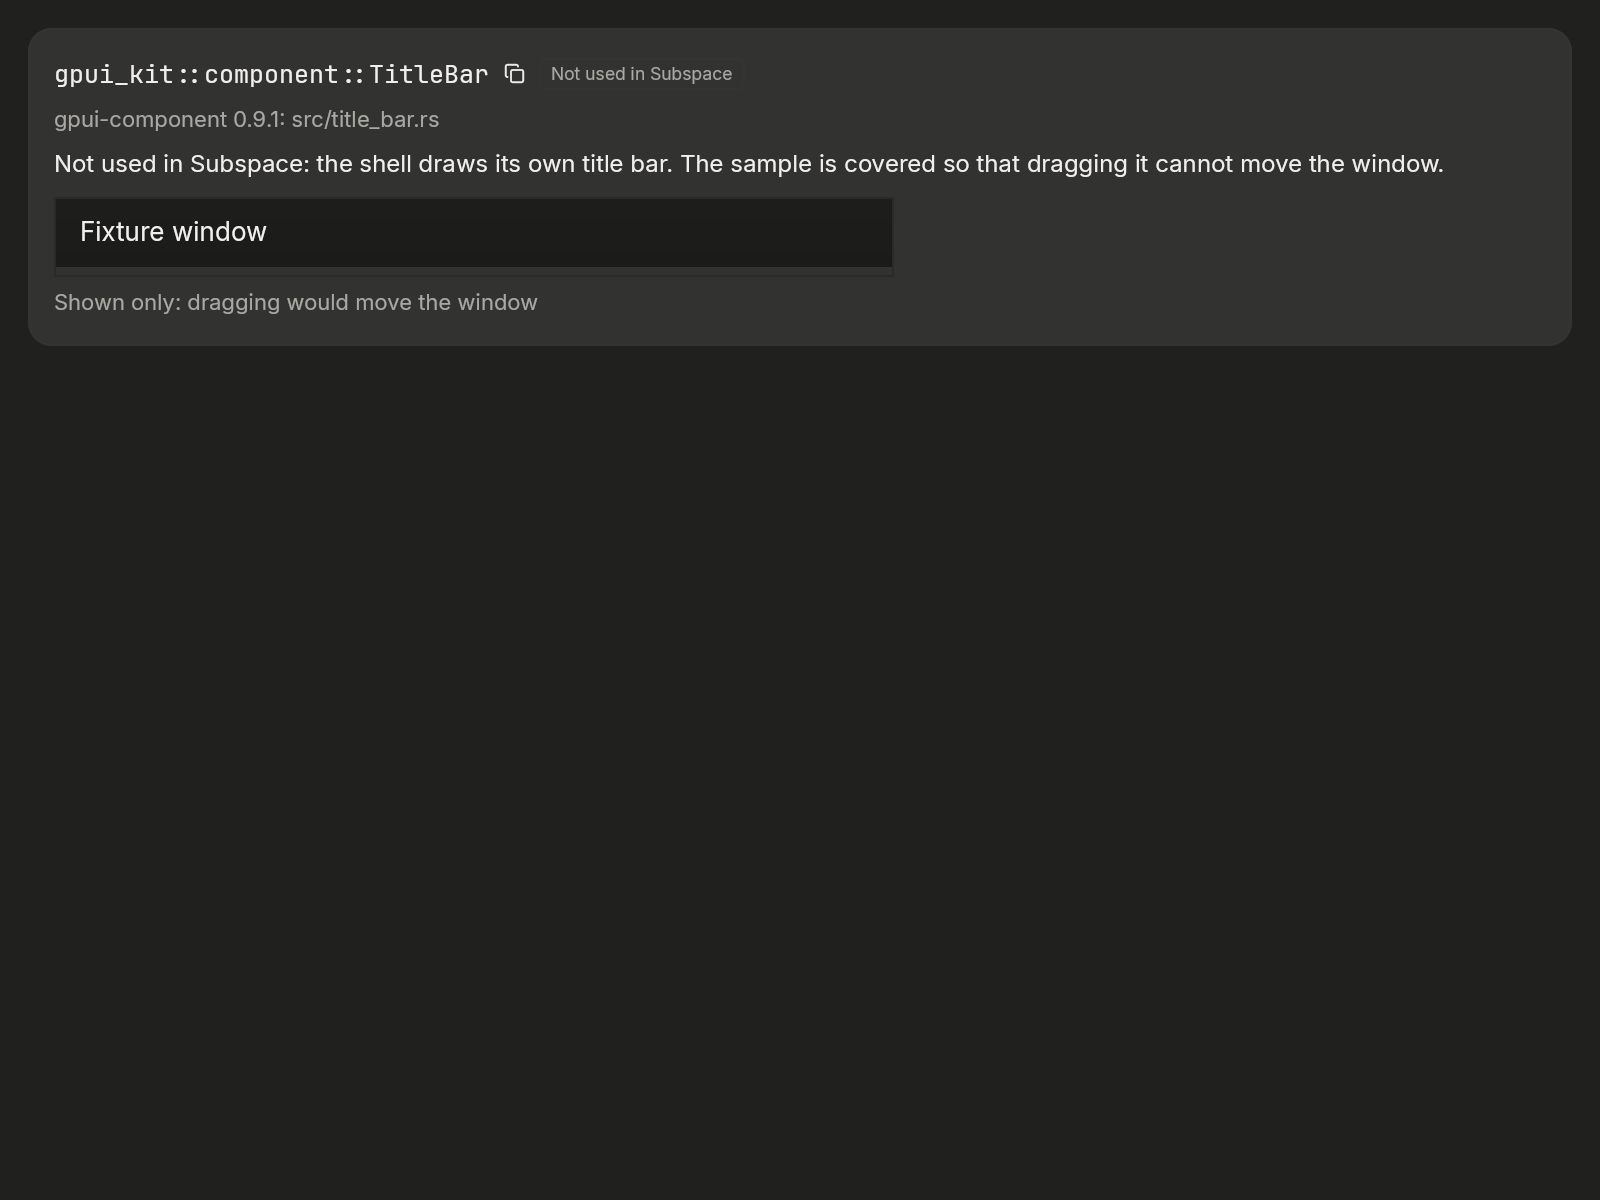 gpui_kit::component::TitleBar Not used in Subspace
gpui-component 0.9.1: src/title_bar.rs
Not used in Subspace: the shell draws its own title bar. The sample is covered so that dragging it cannot move the window.
Fixture window
Shown only: dragging would move the window